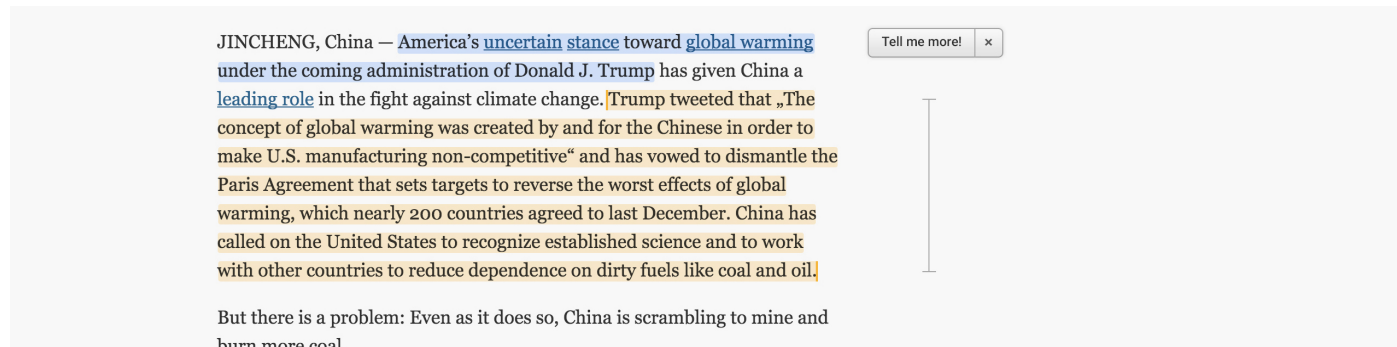 JINCHENG, China — America’s uncertain stance toward global warming
Tell me more! ×
under the coming administration of Donald J. Trump has given China a
leading role in the fight against climate change. Trump tweeted that „The
concept of global warming was created by and for the Chinese in order to
make U.S. manufacturing non-competitive“ and has vowed to dismantle the
Paris Agreement that sets targets to reverse the worst effects of global
warming, which nearly 200 countries agreed to last December. China has
called on the United States to recognize established science and to work
with other countries to reduce dependence on dirty fuels like coal and oil.
But there is a problem: Even as it does so, China is scrambling to mine and
burn more coal.